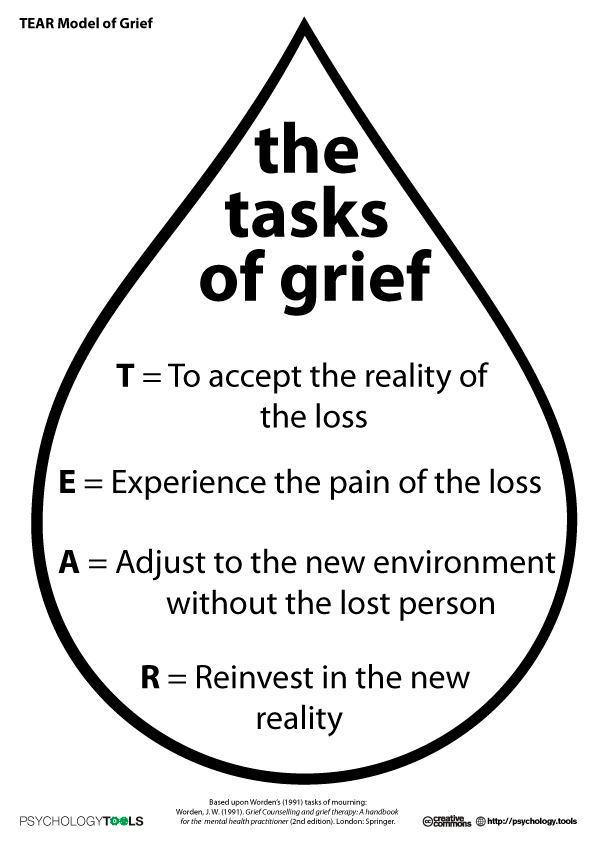 TEAR Model of Grief
the
tasks
of grief
T = To accept the reality of
the loss
E = Experience the pain of the loss
A = Adjust to the new environment
without the lost person
R = Reinvest in the new
reality
Based upon Worden's (1991) tasks of mourning:
Worden, J. W. (1991). Grief Counselling and grief therapy: A handbook
for the mental health practitioner (2nd edition). London: Springer.
PSYCHOLOGYTOOLS
cc creative commons
http://psychology.tools